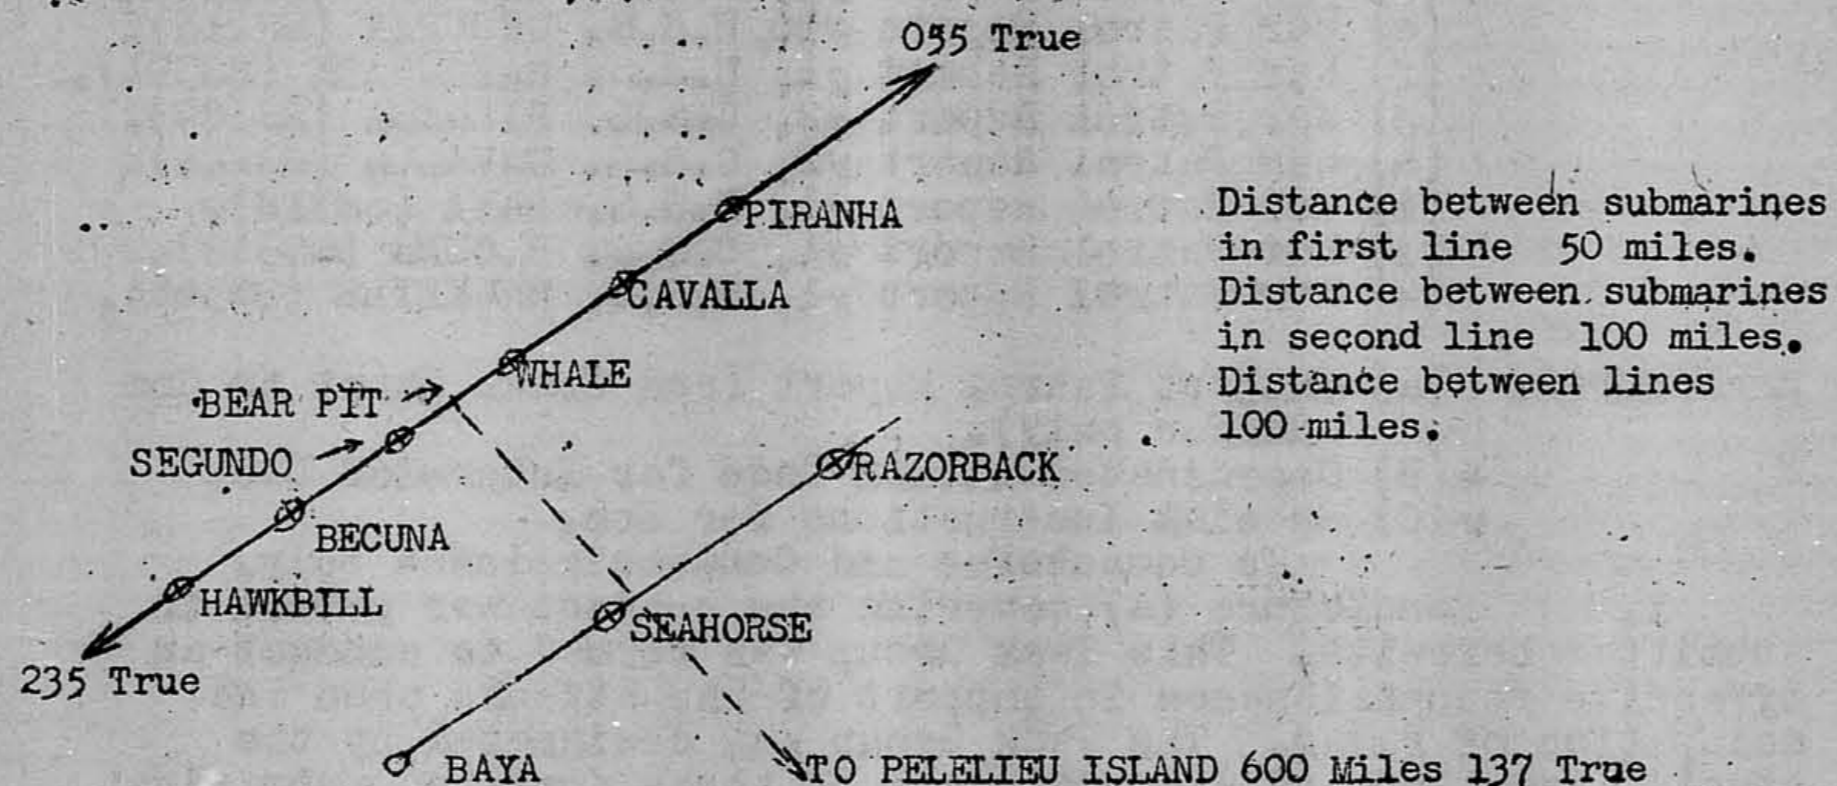 055 True
PIRANHA
CAVALLA
WHALE
BEAR PIT
SEGUNDO
BECUNA
HAWKBILL
235 True
Distance between submarines
in first line 50 miles.
Distance between submarines
in second line 100 miles.
Distance between lines
100 miles.
RAZORBACK
SEAHORSE
BAYA
TO PELELIEU ISLAND 600 Miles 137 True